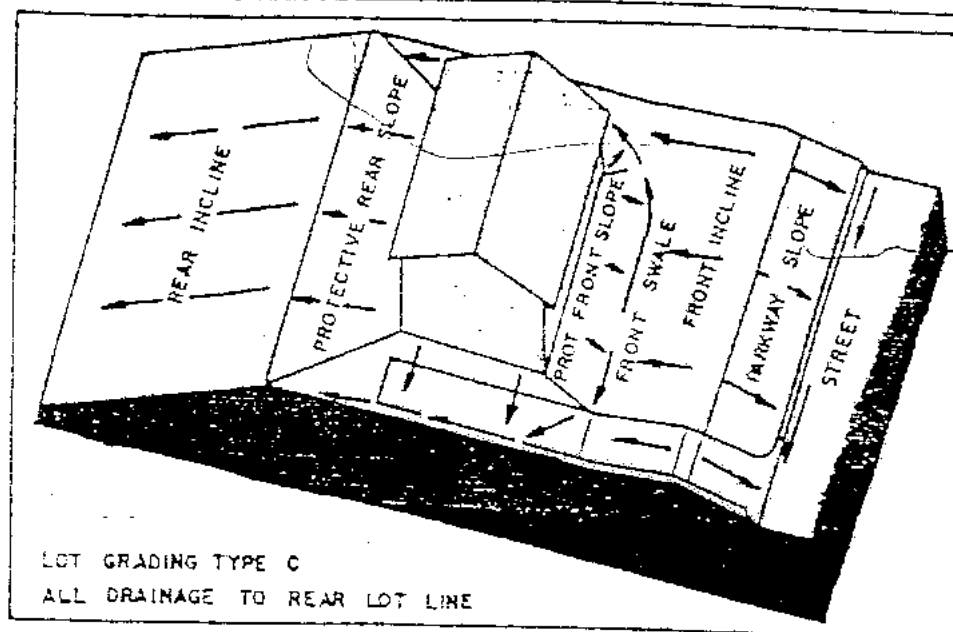 REAR INCLINE
PROTECTIVE REAR SLOPE
PROT FRONT SLOPE
FRONT SWALE
FRONT INCLINE
PARKWAY SLOPE
STREET
LOT GRADING TYPE C
ALL DRAINAGE TO REAR LOT LINE